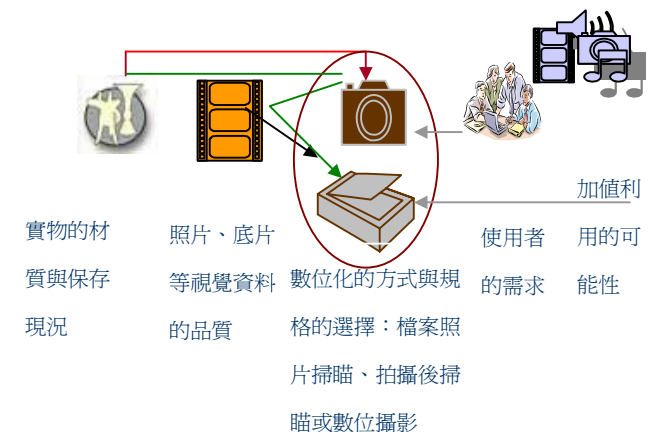 實物的材
質與保存
現況
照片、底片
等視覺資料
的品質
數位化的方式與規
格的選擇：檔案照
片掃瞄、拍攝後掃
瞄或數位攝影
使用者
的需求
加值利
用的可
能性